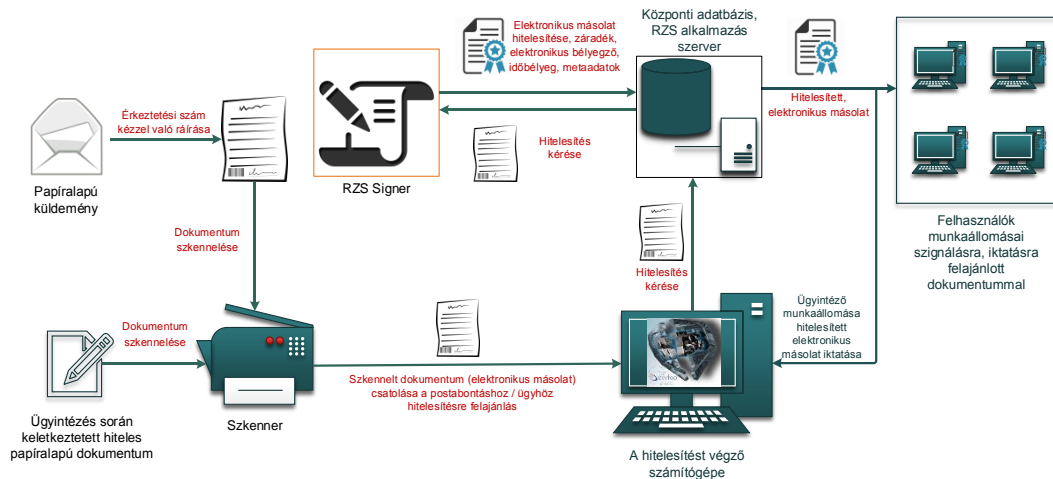 Elektronikus másolat
hitelesítése, záradék,
elektronikus bélyegző,
időbélyeg, metaadatok
Központi adatbázis,
RZS alkalmazás
szerver
Érkeztetési szám
kézzel való ráírása
Hitelesítés
kérése
Hitelesített,
elektronikus másolat
Papíralapú
küldemény
RZS Signer
Felhasználók
munkaállomásai
szignálásra, iktatásra
felajánlott
dokumentummal
Dokumentum
szkennelése
Hitelesítés
kérése
Ügyintéző
munkaállomása
hitelesített
elektronikus
másolat iktatása
Dokumentum
szkennelése
Szkennelt dokumentum (elektronikus másolat)
csatolása a postabontáshoz / ügyhöz
hitelesítésre felajánlás
Ügyintézés során
keletkeztetett hiteles
papíralapú dokumentum
Szkenner
A hitelesítést végző
számítógépe